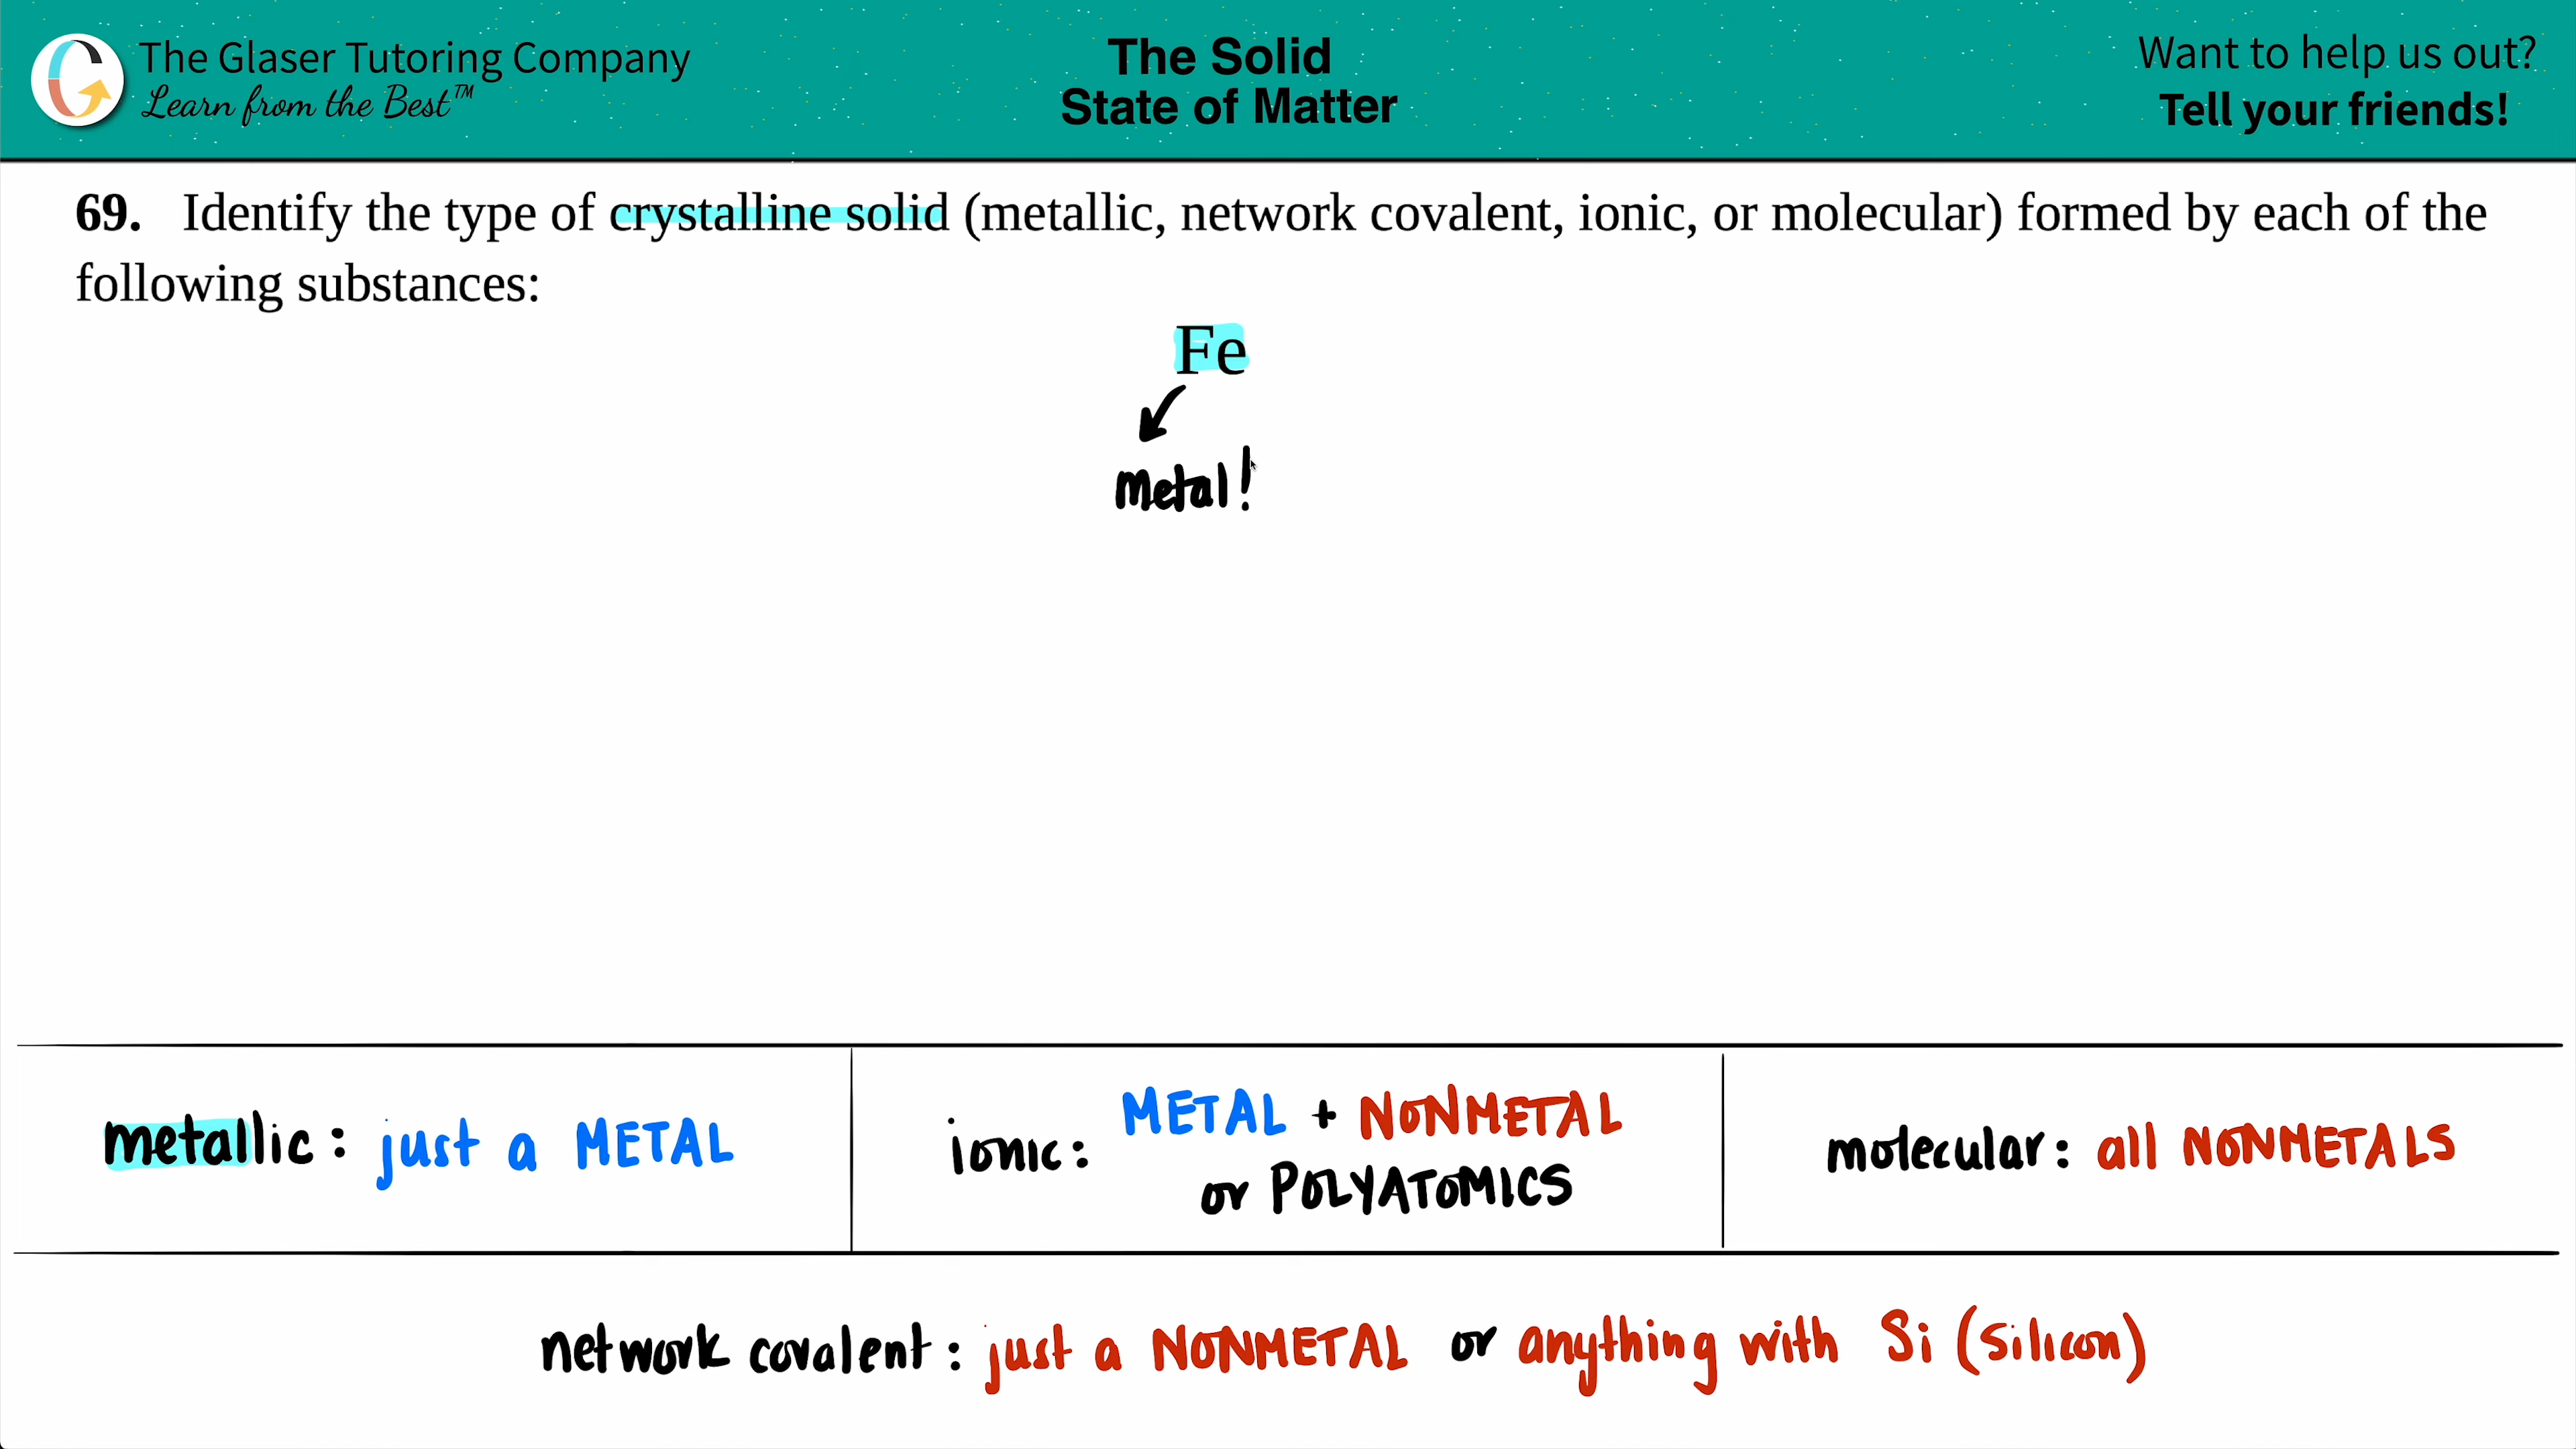 The Glaser Tutoring Company
Learn from the Best™
The Solid
State of Matter
Want to help us out?
Tell your friends!
69. Identify the type of crystalline solid (metallic, network covalent, ionic, or molecular) formed by each of the
following substances:
Fe
metal!
metallic: just a METAL
ionic: METAL + NONMETAL
or POLYATOMICS
molecular: all NONMETALS
network covalent: just a NONMETAL or anything with Si (silicon)